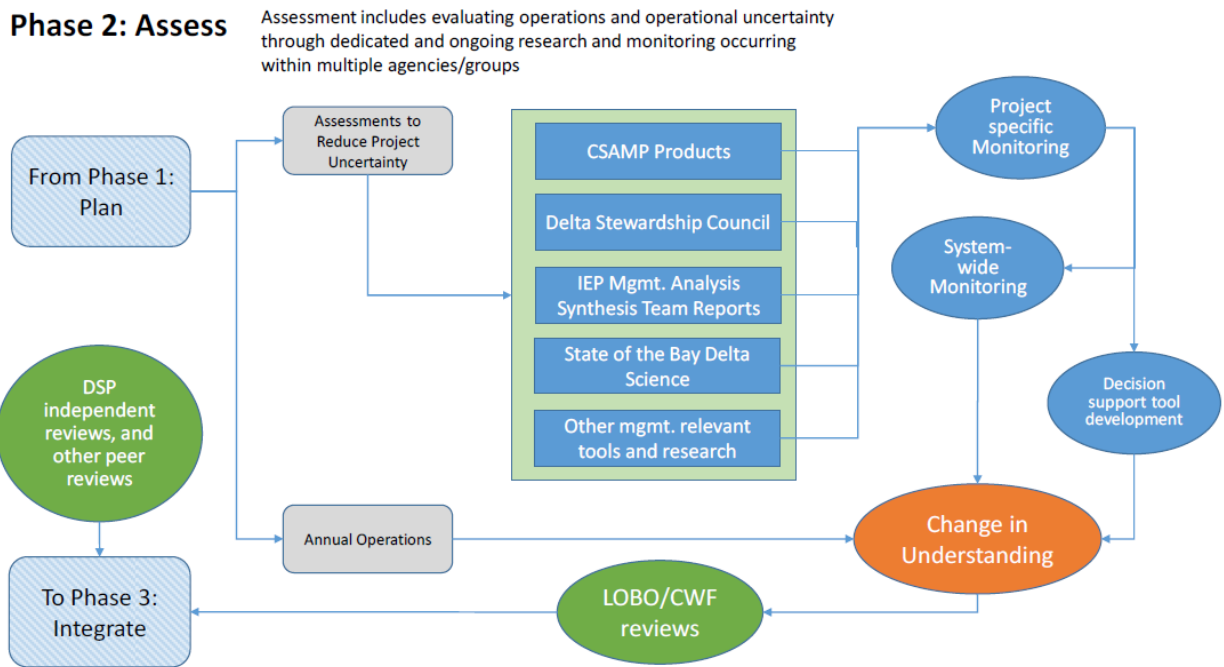 Phase 2: Assess
Assessment includes evaluating operations and operational uncertainty
through dedicated and ongoing research and monitoring occurring
within multiple agencies/groups
From Phase 1:
Plan
Assessments to
Reduce Project
Uncertainty
CSAMP Products
Delta Stewardship Council
IEP Mgmt. Analysis
Synthesis Team Reports
State of the Bay Delta
Science
Other mgmt. relevant
tools and research
Project
specific
Monitoring
System-
wide
Monitoring
Decision
support tool
development
DSP
independent
reviews, and
other peer
reviews
Annual Operations
Change in
Understanding
To Phase 3:
Integrate
LOBO/CWF
reviews